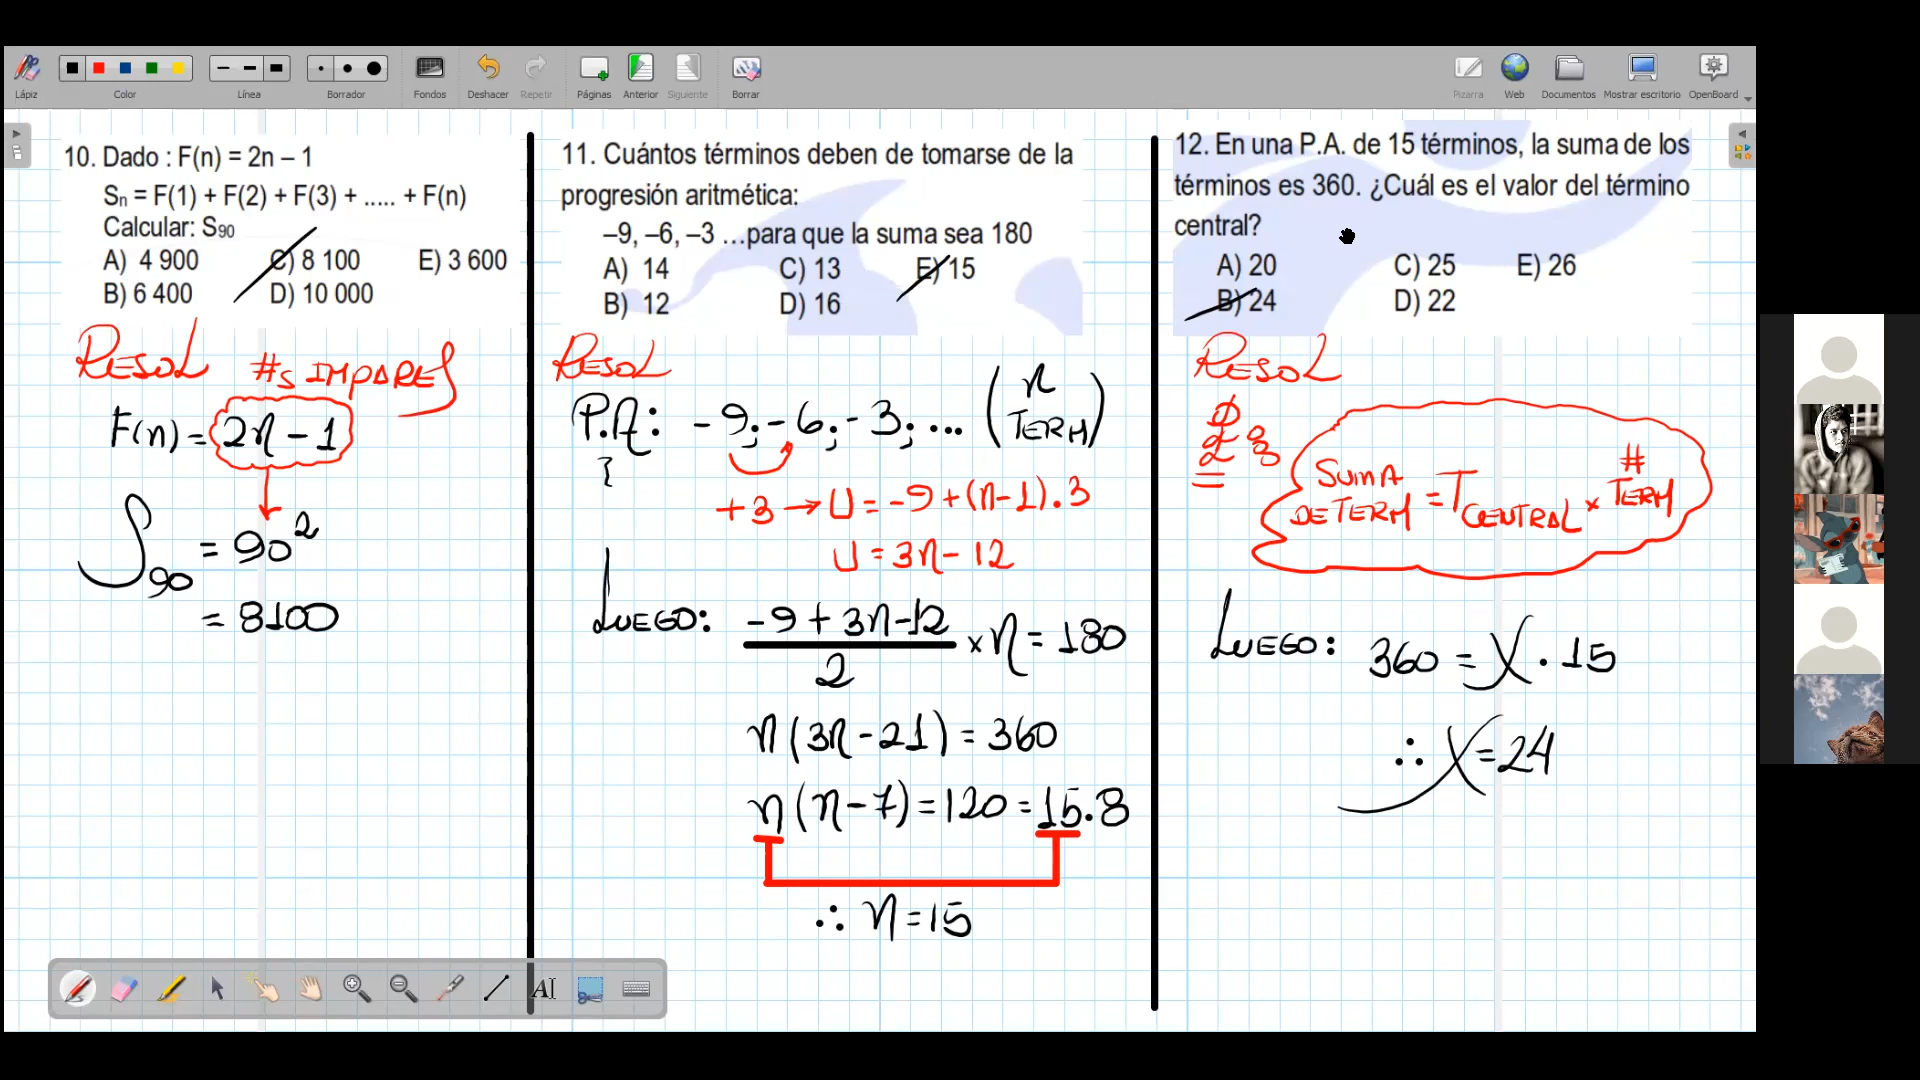 Lápiz
Color
Línea
Borrador
Fondos
Deshacer
Repetir
Páginas
Anterior
Siguiente
Borrar
Pizarra
Web
Documentos
Mostrar escritorio
OpenBoard
10. Dado : F(n) = 2n – 1
Sn = F(1) + F(2) + F(3) + ..... + F(n)
Calcular: S90
A) 4 900 C) 8 100 E) 3 600
B) 6 400 D) 10 000
RESOL #s IMPARES
F(n) = 2n - 1
S90 = 90²
= 8100
11. Cuántos términos deben de tomarse de la
progresión aritmética:
–9, –6, –3 ...para que la suma sea 180
A) 14 C) 13 E) 15
B) 12 D) 16
RESOL
P.A: -9; -6; -3; ... (n TERM)
+3 → U = -9 + (n-1).3
U = 3n - 12
LUEGO: (-9 + 3n - 12)/2 × n = 180
n(3n - 21) = 360
n(n - 7) = 120 = 15.8
∴ n = 15
12. En una P.A. de 15 términos, la suma de los
términos es 360. ¿Cuál es el valor del término
central?
A) 20 C) 25 E) 26
B) 24 D) 22
RESOL
SUMA DE TERM = T CENTRAL × # TERM
LUEGO: 360 = X . 15
∴ X = 24
AI